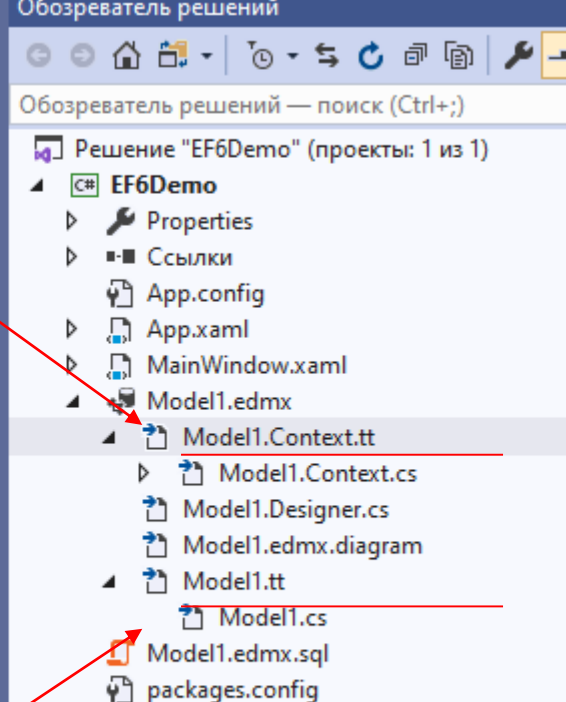 Обозреватель решений
Обозреватель решений — поиск (Ctrl+;)
Решение "EF6Demo" (проекты: 1 из 1)
C# EF6Demo
Properties
Ссылки
App.config
App.xaml
MainWindow.xaml
Model1.edmx
Model1.Context.tt
Model1.Context.cs
Model1.Designer.cs
Model1.edmx.diagram
Model1.tt
Model1.cs
Model1.edmx.sql
packages.config